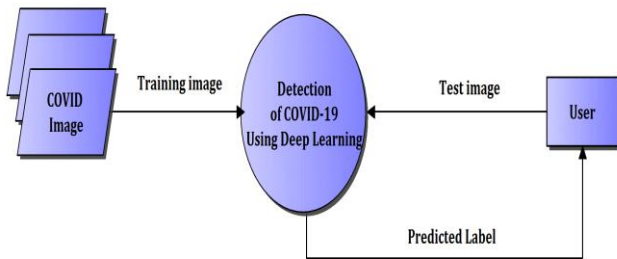 COVID
Image
Training image
Detection
of COVID-19
Using Deep Learning
Test image
User
Predicted Label